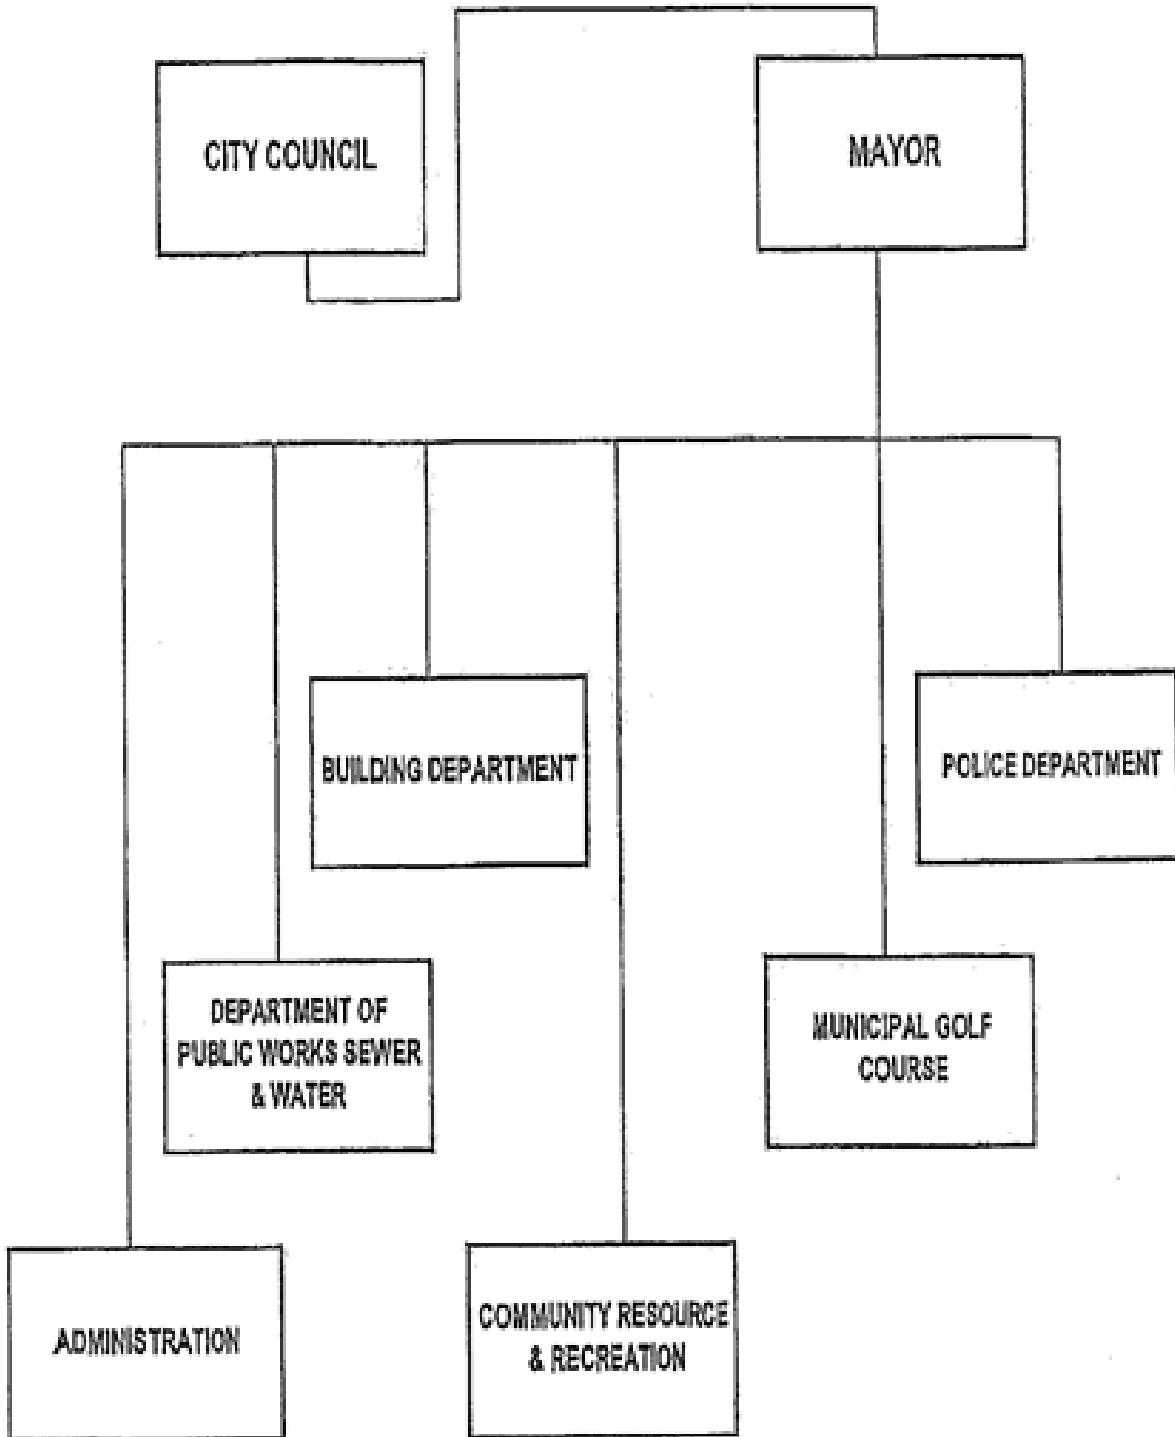 CITY COUNCIL
MAYOR
BUILDING DEPARTMENT
POLICE DEPARTMENT
DEPARTMENT OF
PUBLIC WORKS SEWER
& WATER
MUNICIPAL GOLF
COURSE
ADMINISTRATION
COMMUNITY RESOURCE
& RECREATION